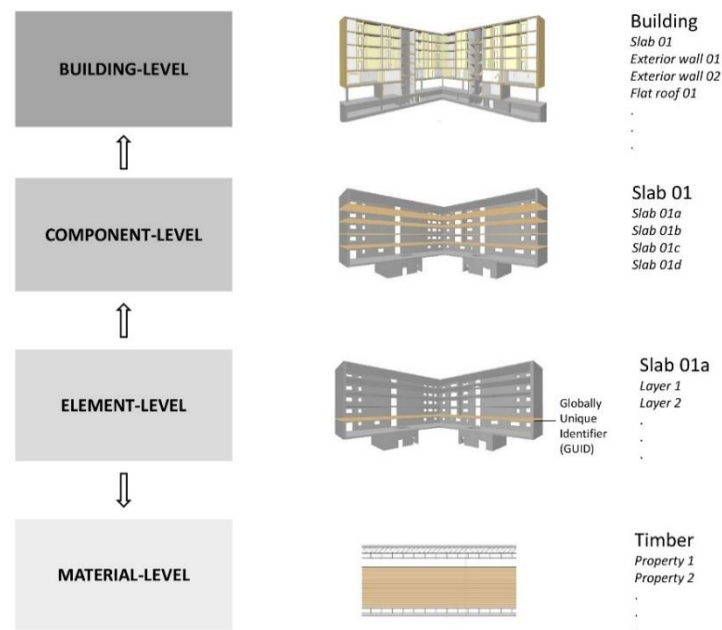 BUILDING-LEVEL
Building
Slab 01
Exterior wall 01
Exterior wall 02
Flat roof 01
.
.
.
COMPONENT-LEVEL
Slab 01
Slab 01a
Slab 01b
Slab 01c
Slab 01d
ELEMENT-LEVEL
Globally
Unique
Identifier
(GUID)
Slab 01a
Layer 1
Layer 2
.
.
.
MATERIAL-LEVEL
Timber
Property 1
Property 2
.
.